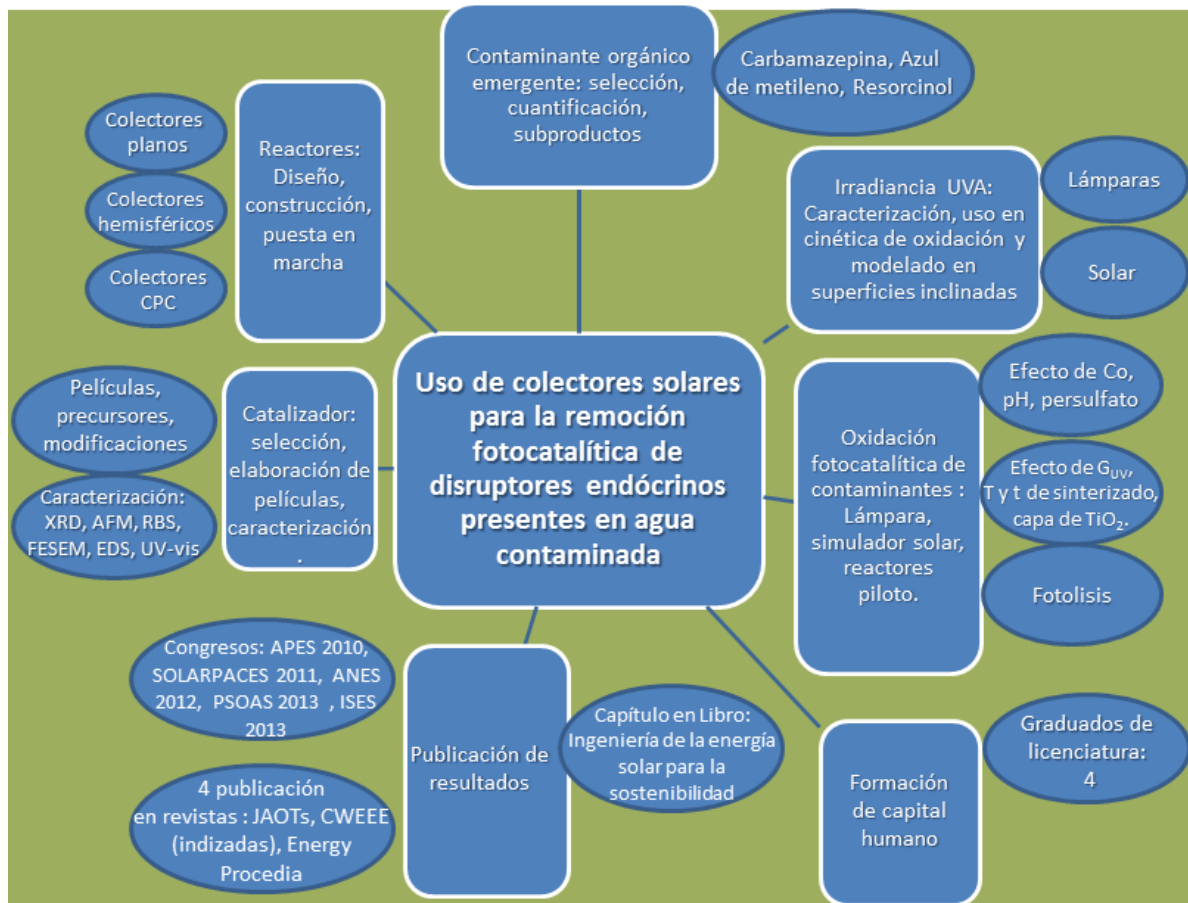 Contaminante orgánico
emergente: selección,
cuantificación,
subproductos
Carbamazepina, Azul
de metileno, Resorcinol
Colectores
planos
Colectores
hemisféricos
Colectores
CPC
Reactores:
Diseño,
construcción,
puesta en
marcha
Irradiancia UVA:
Caracterización, uso en
cinética de oxidación y
modelado en
superficies inclinadas
Lámparas
Solar
Uso de colectores solares
para la remoción
fotocatalítica de
disruptores endócrinos
presentes en agua
contaminada
Películas,
precursores,
modificaciones
Caracterización:
XRD, AFM, RBS,
FESEM, EDS, UV-vis
Catalizador:
selección,
elaboración de
películas,
caracterización
.
Oxidación
fotocatalítica de
contaminantes :
Lámpara,
simulador solar,
reactores
piloto.
Efecto de Co,
pH, persulfato
Efecto de G_UV,
T y t de sinterizado,
capa de TiO₂.
Fotolisis
Congresos: APES 2010,
SOLARPACES 2011, ANES
2012, PSOAS 2013 , ISES
2013
4 publicación
en revistas : JAOTs, CWEEE
(indizadas), Energy
Procedia
Publicación de
resultados
Capítulo en Libro:
Ingeniería de la energía
solar para la
sostenibilidad
Formación
de capital
humano
Graduados de
licenciatura:
4